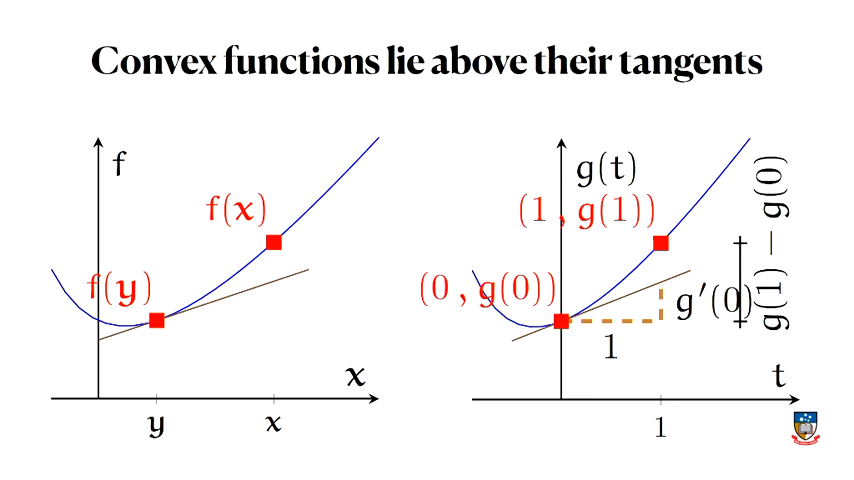 Convex functions lie above their tangents
f
f(x)
f(y)
x
y
x
g(t)
(1 , g(1))
(0 , g(0))
g′(0)
g(1) − g(0)
1
t
1